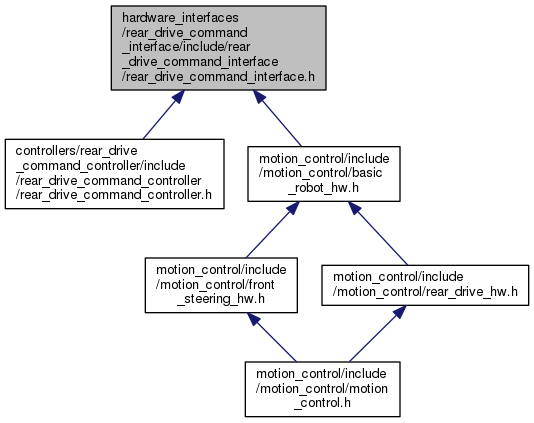 hardware_interfaces
/rear_drive_command
_interface/include/rear
_drive_command_interface
/rear_drive_command_interface.h
controllers/rear_drive
_command_controller/include
/rear_drive_command_controller
/rear_drive_command_controller.h
motion_control/include
/motion_control/basic
_robot_hw.h
motion_control/include
/motion_control/front
_steering_hw.h
motion_control/include
/motion_control/rear_drive_hw.h
motion_control/include
/motion_control/motion
_control.h